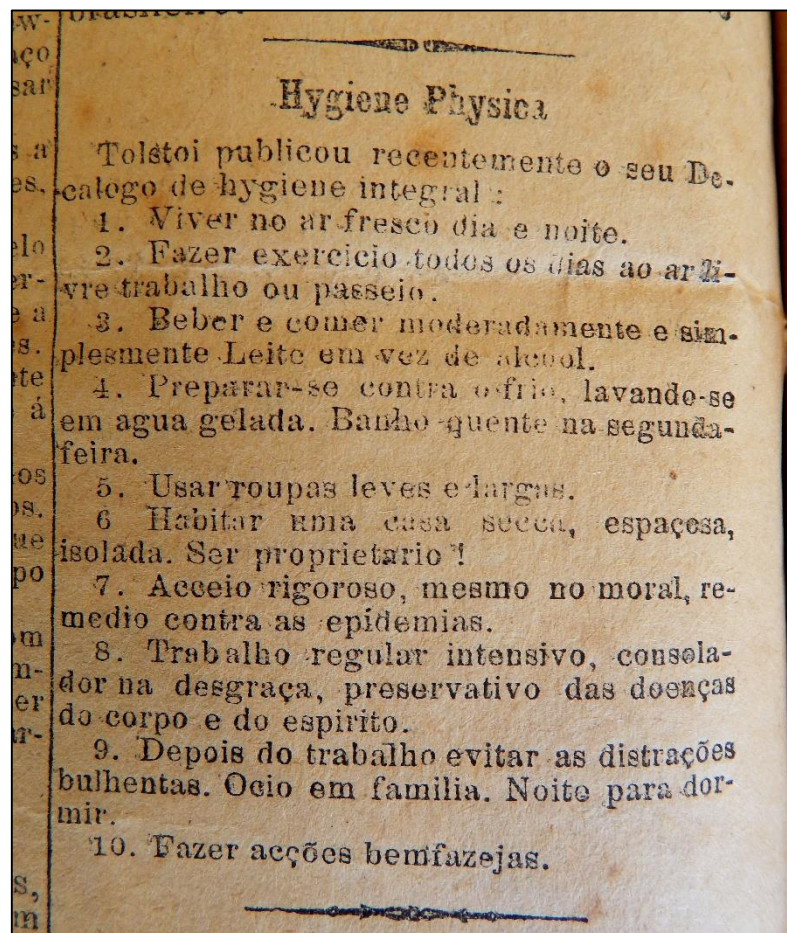 Hygiene Physica
Tolstoi publicou recentemente o seu De-
calogo de hygiene integral :
1. Viver no ar fresco dia e noite.
2. Fazer exercicio todos os dias ao ar li-
vre trabalho ou passeio.
3. Beber e comer moderadamente e sim-
plesmente Leite em vez de alcool.
4. Preparar-se contra o frio, lavando-se
em agua gelada. Banho quente na segunda-
feira.
5. Usar roupas leves e largas.
6 Habitar uma casa secca, espaçosa,
isolada. Ser proprietario !
7. Acceio rigoroso, mesmo no moral, re-
medio contra as epidemias.
8. Trabalho regular intensivo, consola-
dor na desgraça, preservativo das doenças
do corpo e do espirito.
9. Depois do trabalho evitar as distrações
bulhentas. Ocio em familia. Noite para dor-
mir.
10. Fazer acções bemfazejas.